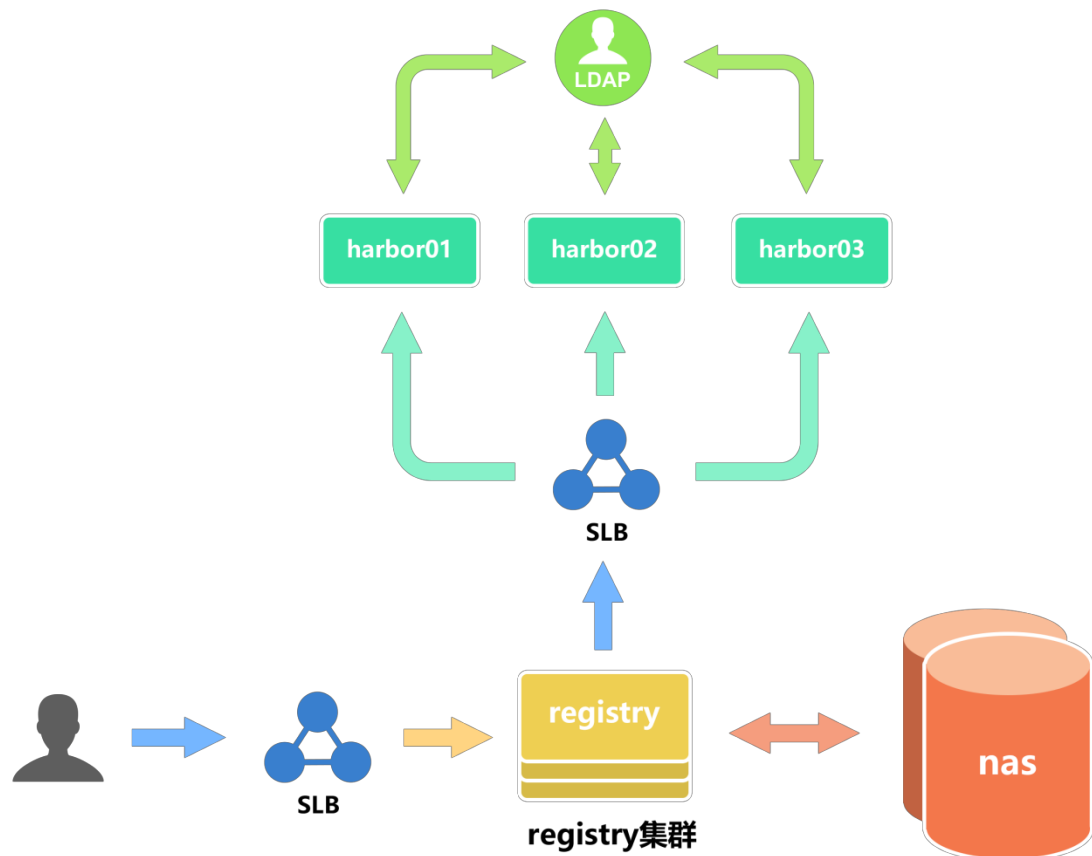 LDAP
harbor01
harbor02
harbor03
SLB
registry
nas
SLB
registry集群